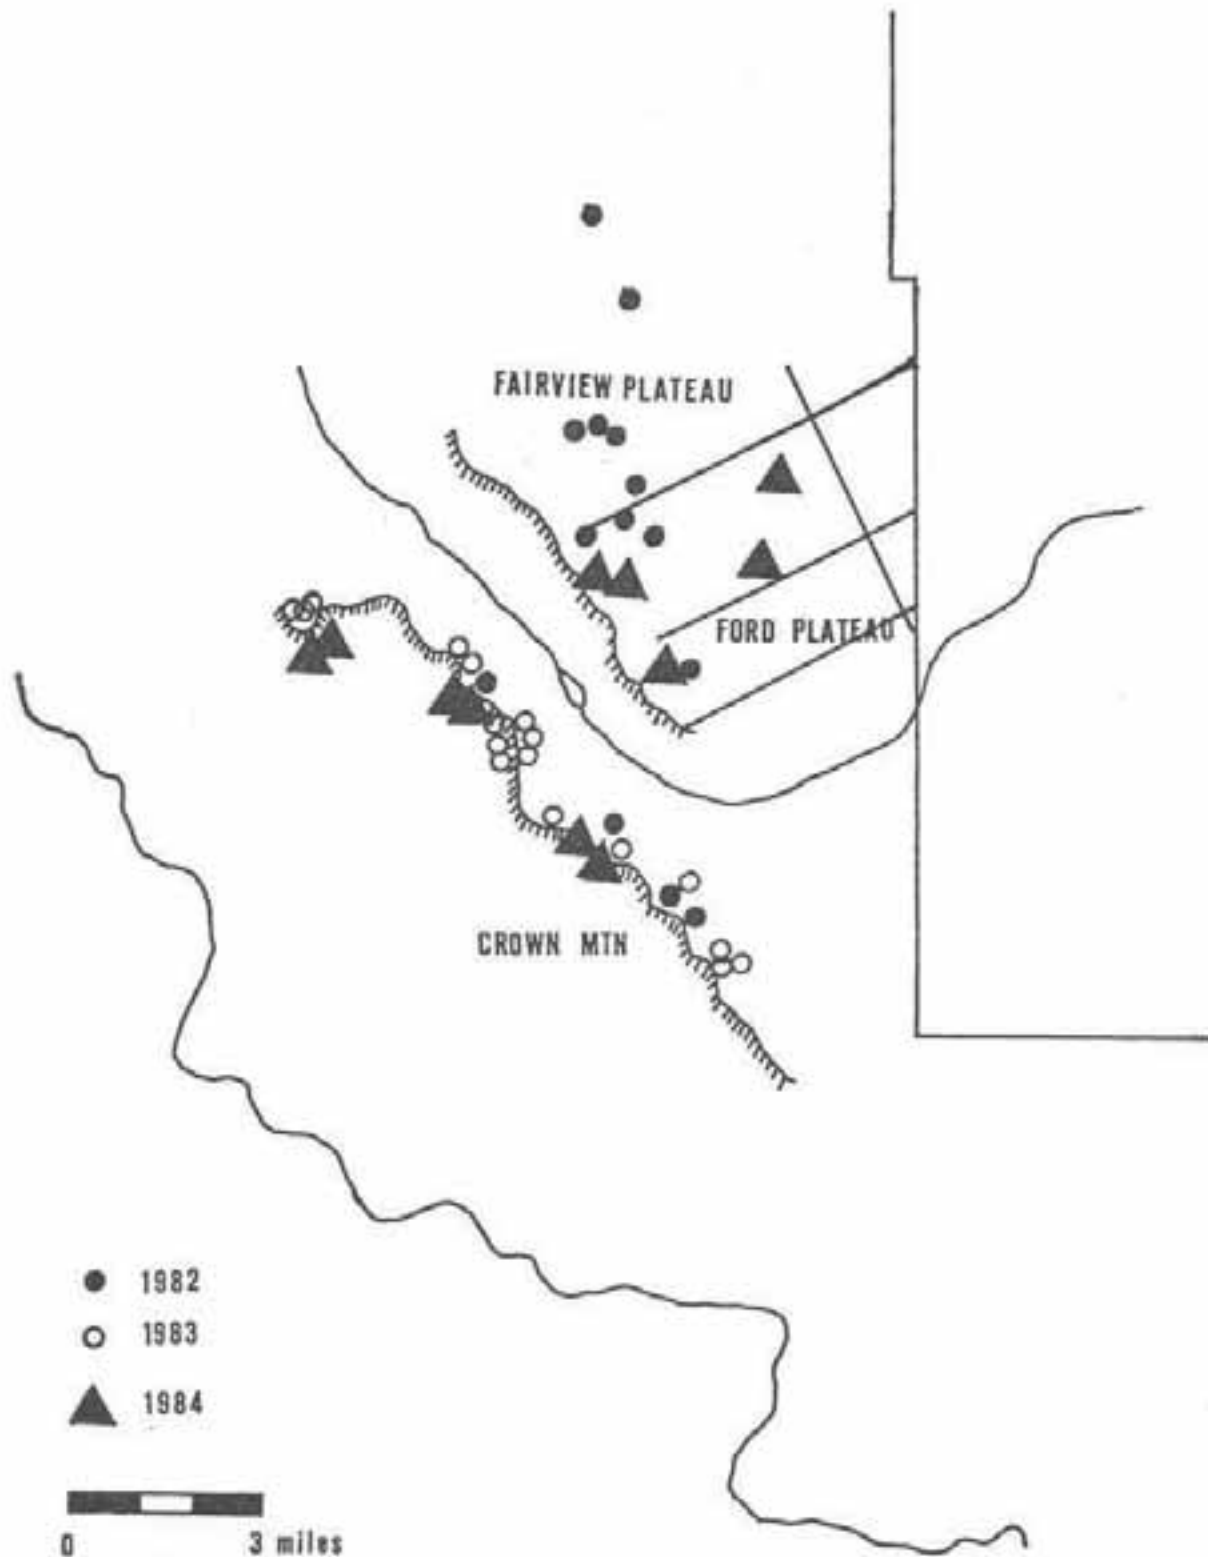 FAIRVIEW PLATEAU
FORD PLATEAU
CROWN MTN
1982
1983
1984
0 3 miles